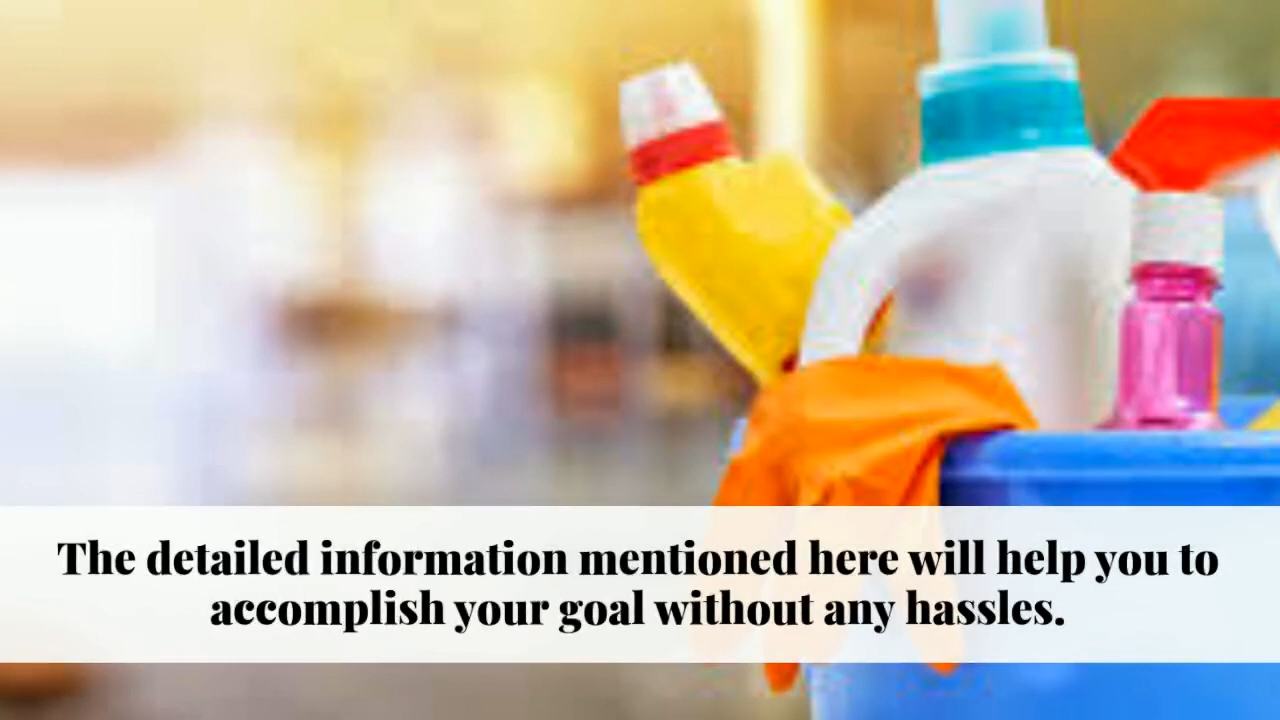 The detailed information mentioned here will help you to
accomplish your goal without any hassles.